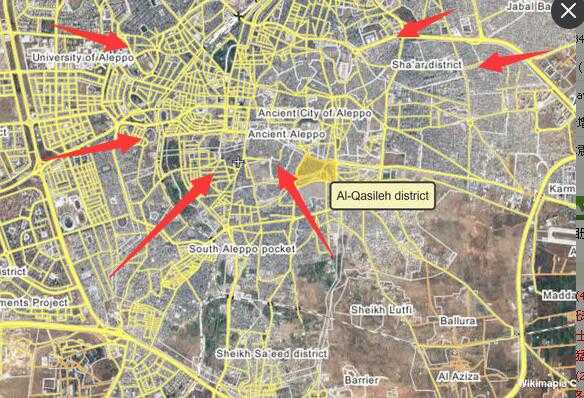 Jabal Ba
University of Aleppo
Sha'ar district
Ancient City of Aleppo
Ancient Aleppo
Al-Qasileh district
Karm
South Aleppo pocket
strict
ments Project
Madda
Sheikh Lutfi
Ballura
Sheikh Sa'eed district
Barrier
Al Aziza
Wikimapia C